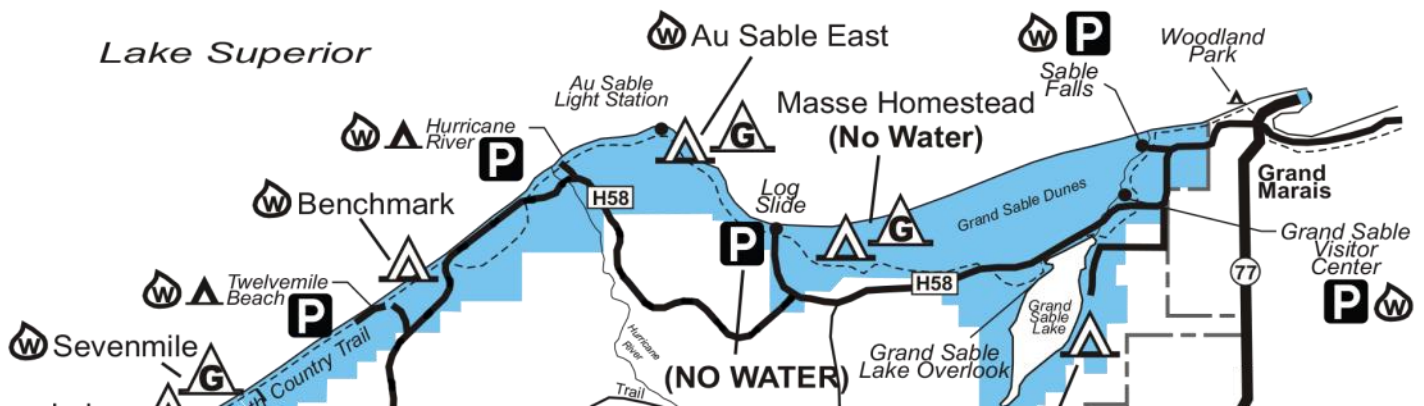 Lake Superior
W Au Sable East
Au Sable
Light Station
W P
Sable
Falls
Woodland
Park
W Hurricane
River
P
G
Masse Homestead
(No Water)
W Benchmark
H58
Log
Slide
P
G
Grand Sable Dunes
Grand
Marais
Grand Sable
Visitor
Center
P W
W Twelvemile
Beach
P
H58
77
Grand
Sable
Lake
W Sevenmile
G
Country Trail
Hurricane
River
Grand Sable
Lake Overlook
(NO WATER)
Trail